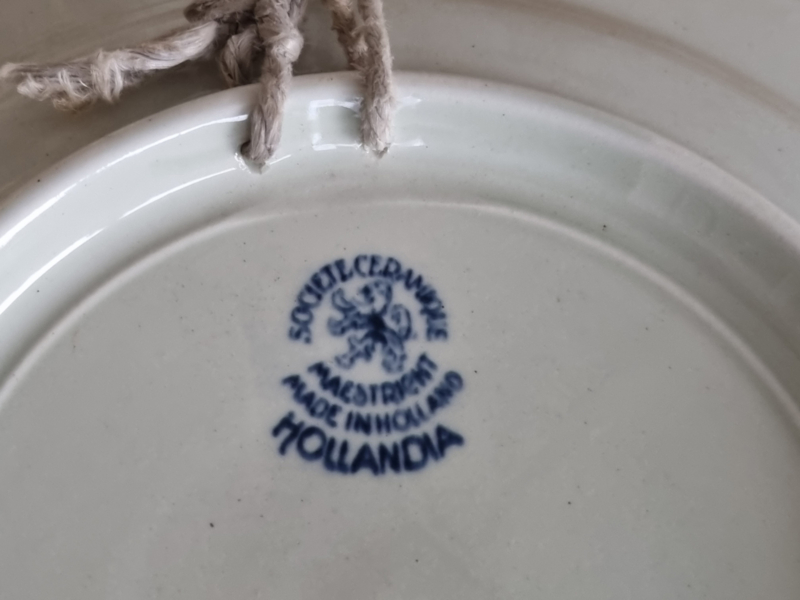 SOCIETE CERAMIQUE
MAESTRICHT
MADE IN HOLLAND
HOLLANDIA